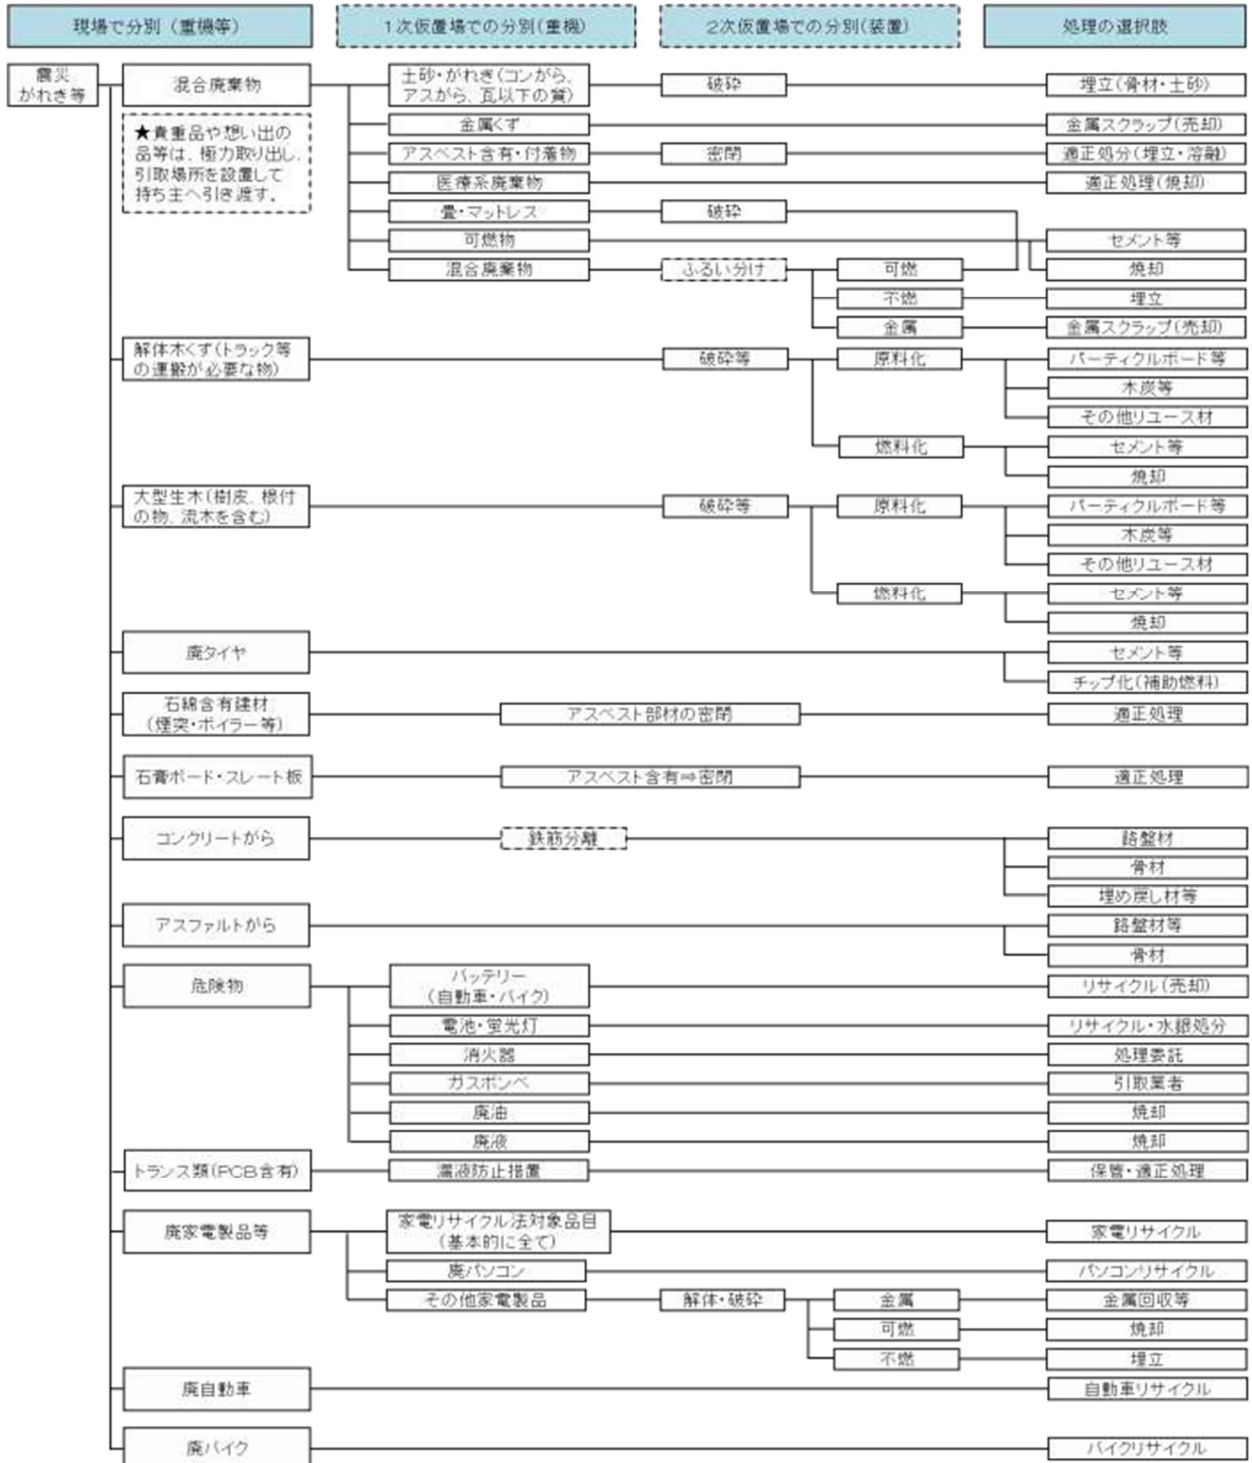 現場で分別（重機等）
1次仮置場での分別(重機)
2次仮置場での分別(装置)
処理の選択肢
震災
がれき等
混合廃棄物
★貴重品や想い出の
品等は、極力取り出し、
引取場所を設置して
持ち主へ引き渡す。
土砂・がれき(コンがら、
アスがら、瓦以下の質)
破砕
埋立(骨材・土砂)
金属くず
金属スクラップ(売却)
アスベスト含有・付着物
密閉
適正処分(埋立・溶融)
医療系廃棄物
適正処理(焼却)
畳・マットレス
破砕
可燃物
セメント等
混合廃棄物
ふるい分け
可燃
焼却
不燃
埋立
金属
金属スクラップ(売却)
解体木くず(トラック等
の運搬が必要な物)
破砕等
原料化
パーティクルボード等
木炭等
その他リユース材
燃料化
セメント等
焼却
大型生木(樹皮、根付
の物、流木を含む)
破砕等
原料化
パーティクルボード等
木炭等
その他リユース材
燃料化
セメント等
焼却
廃タイヤ
セメント等
チップ化(補助燃料)
石綿含有建材
(煙突・ボイラー等)
アスベスト部材の密閉
適正処理
石膏ボード・スレート板
アスベスト含有⇒密閉
適正処理
コンクリートがら
鉄筋分離
路盤材
骨材
埋め戻し材等
アスファルトがら
路盤材等
骨材
危険物
バッテリー
(自動車・バイク)
リサイクル(売却)
電池・蛍光灯
リサイクル・水銀処分
消火器
処理委託
ガスボンベ
引取業者
廃油
焼却
廃液
焼却
トランス類(PCB含有)
漏液防止措置
保管・適正処理
廃家電製品等
家電リサイクル法対象品目
(基本的に全て)
家電リサイクル
廃パソコン
パソコンリサイクル
その他家電製品
解体・破砕
金属
金属回収等
可燃
焼却
不燃
埋立
廃自動車
自動車リサイクル
廃バイク
バイクリサイクル